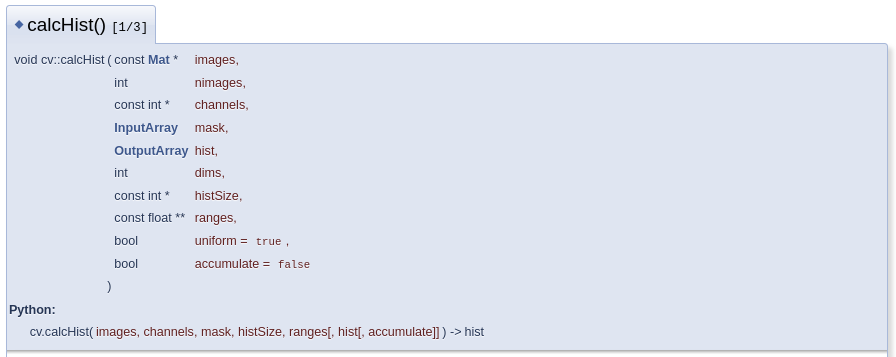 ◆ calcHist() [1/3]
void cv::calcHist ( const Mat * images,
int nimages,
const int * channels,
InputArray mask,
OutputArray hist,
int dims,
const int * histSize,
const float ** ranges,
bool uniform = true ,
bool accumulate = false
)
Python:
cv.calcHist( images, channels, mask, histSize, ranges[, hist[, accumulate]] ) -> hist